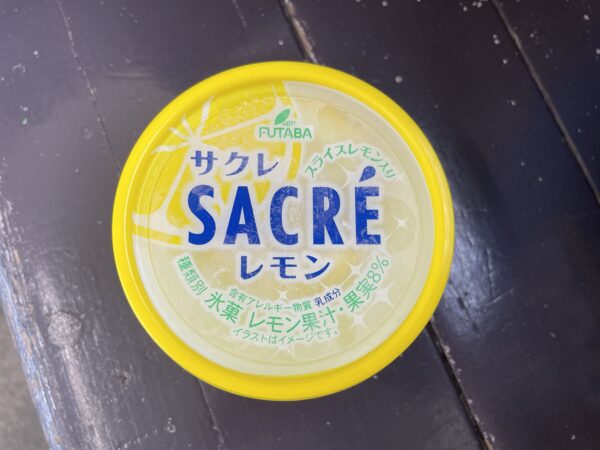 FUTABA
サクレ
スライスレモン入り
SACRÉ
レモン
種類別 氷菓 レモン果汁・果実8%
含有アレルギー物質 乳成分
イラストはイメージです。